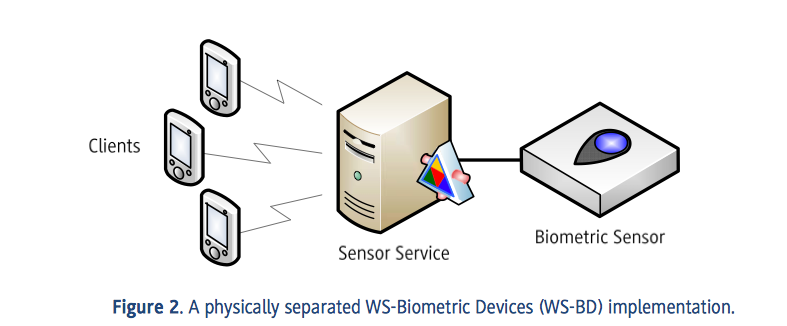 Clients
Sensor Service
Biometric Sensor
Figure 2. A physically separated WS-Biometric Devices (WS-BD) implementation.